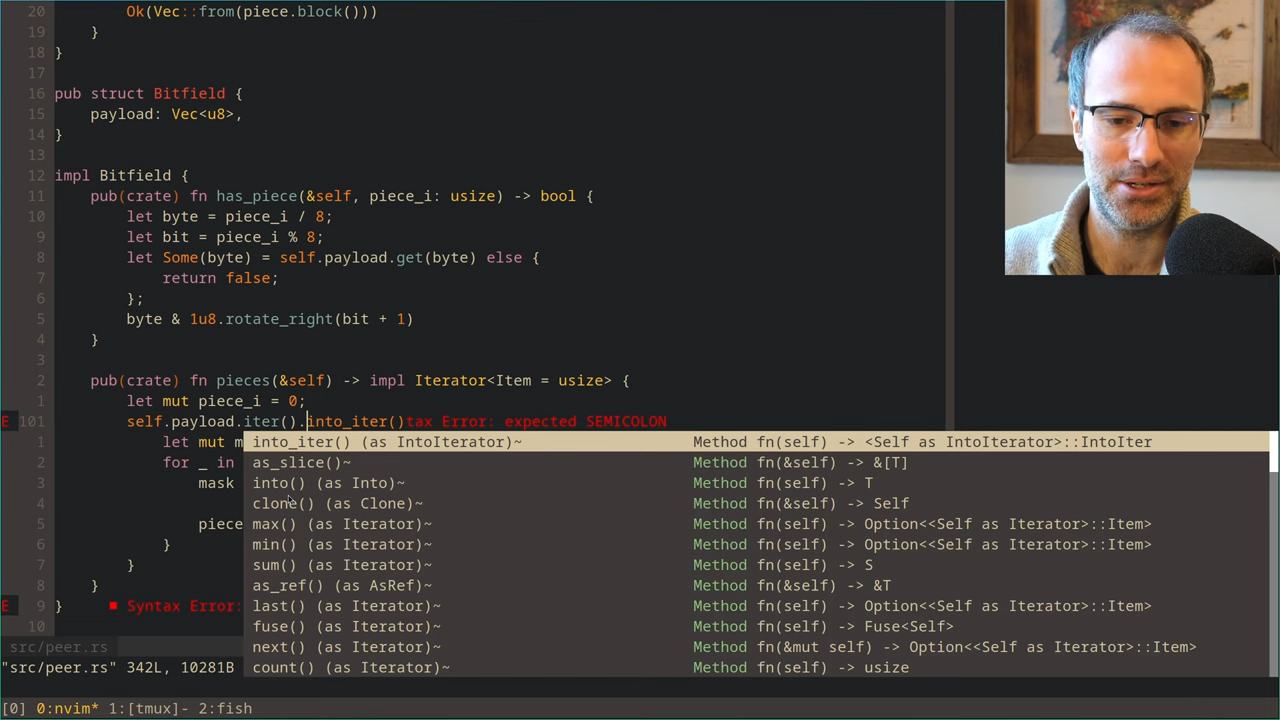 20 Ok(Vec::from(piece.block()))
19 }
18 }
17
16 pub struct Bitfield {
15 payload: Vec<u8>,
14 }
13
12 impl Bitfield {
11 pub(crate) fn has_piece(&self, piece_i: usize) -> bool {
10 let byte = piece_i / 8;
9 let bit = piece_i % 8;
8 let Some(byte) = self.payload.get(byte) else {
7 return false;
6 };
5 byte & 1u8.rotate_right(bit + 1)
4 }
3
2 pub(crate) fn pieces(&self) -> impl Iterator<Item = usize> {
1 let mut piece_i = 0;
E 101 self.payload.iter().into_iter()tax Error: expected SEMICOLON
1 let mut m into_iter() (as IntoIterator)~ Method fn(self) -> <Self as IntoIterator>::IntoIter
2 for _ in as_slice()~ Method fn(&self) -> &[T]
3 mask into() (as Into)~ Method fn(self) -> T
4 clone() (as Clone)~ Method fn(&self) -> Self
5 piece max() (as Iterator)~ Method fn(self) -> Option<<Self as Iterator>::Item>
6 } min() (as Iterator)~ Method fn(self) -> Option<<Self as Iterator>::Item>
7 } sum() (as Iterator)~ Method fn(self) -> S
8 } as_ref() (as AsRef)~ Method fn(&self) -> &T
E 9 } ■ Syntax Error: last() (as Iterator)~ Method fn(self) -> Option<<Self as Iterator>::Item>
10 fuse() (as Iterator)~ Method fn(self) -> Fuse<Self>
src/peer.rs next() (as Iterator)~ Method fn(&mut self) -> Option<<Self as Iterator>::Item>
"src/peer.rs" 342L, 10281B count() (as Iterator)~ Method fn(self) -> usize
[0] 0:nvim* 1:[tmux]- 2:fish